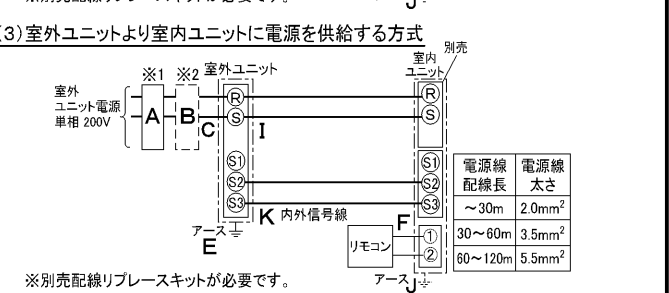 (3)室外ユニットより室内ユニットに電源を供給する方式
別売
※1 ※2 室外ユニット 室内
ユニット
室外
ユニット電源
単相 200V
A B C I
R R
S S
S1 S1
S2 S2
S3 S3
K 内外信号線
アース
E
F
リモコン ① ②
アース J
電源線
配線長 電源線
太さ
～30m 2.0mm²
30～60m 3.5mm²
60～120m 5.5mm²
※別売配線リプレースキットが必要です。